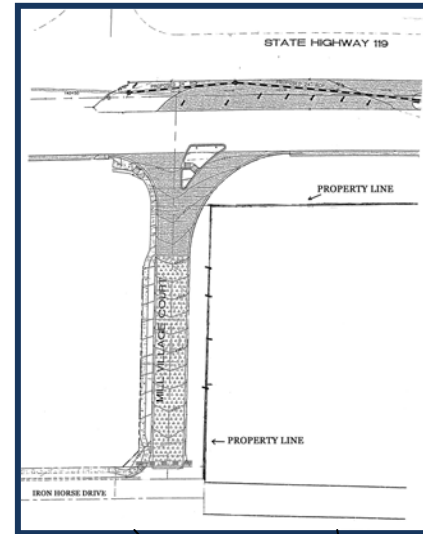 STATE HIGHWAY 119
PROPERTY LINE
MILL VILLAGE COURT
PROPERTY LINE
IRON HORSE DRIVE